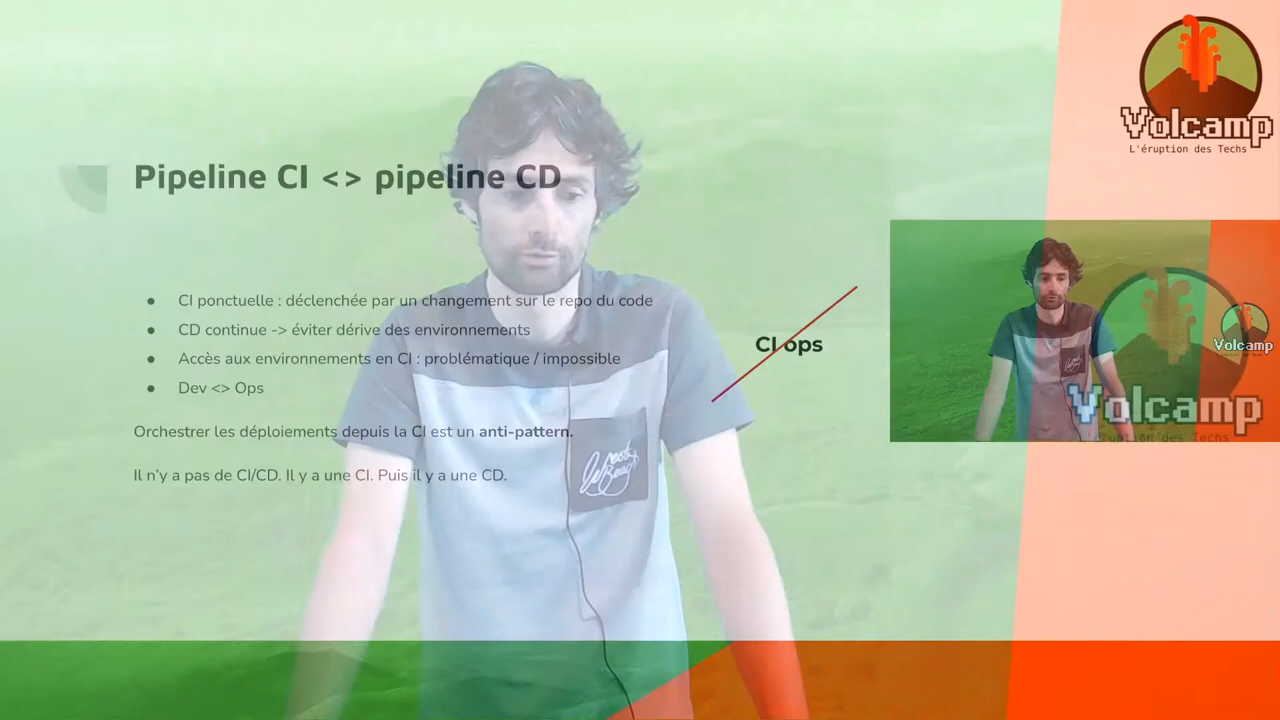 Volcamp
L'éruption des Techs
Pipeline CI <> pipeline CD
● CI ponctuelle : déclenchée par un changement sur le repo du code
● CD continue -> éviter dérive des environnements
● Accès aux environnements en CI : problématique / impossible
● Dev <> Ops
CI ops
Orchestrer les déploiements depuis la CI est un anti-pattern.
Il n'y a pas de CI/CD. Il y a une CI. Puis il y a une CD.
Volcamp
Volcamp
L'éruption des Techs